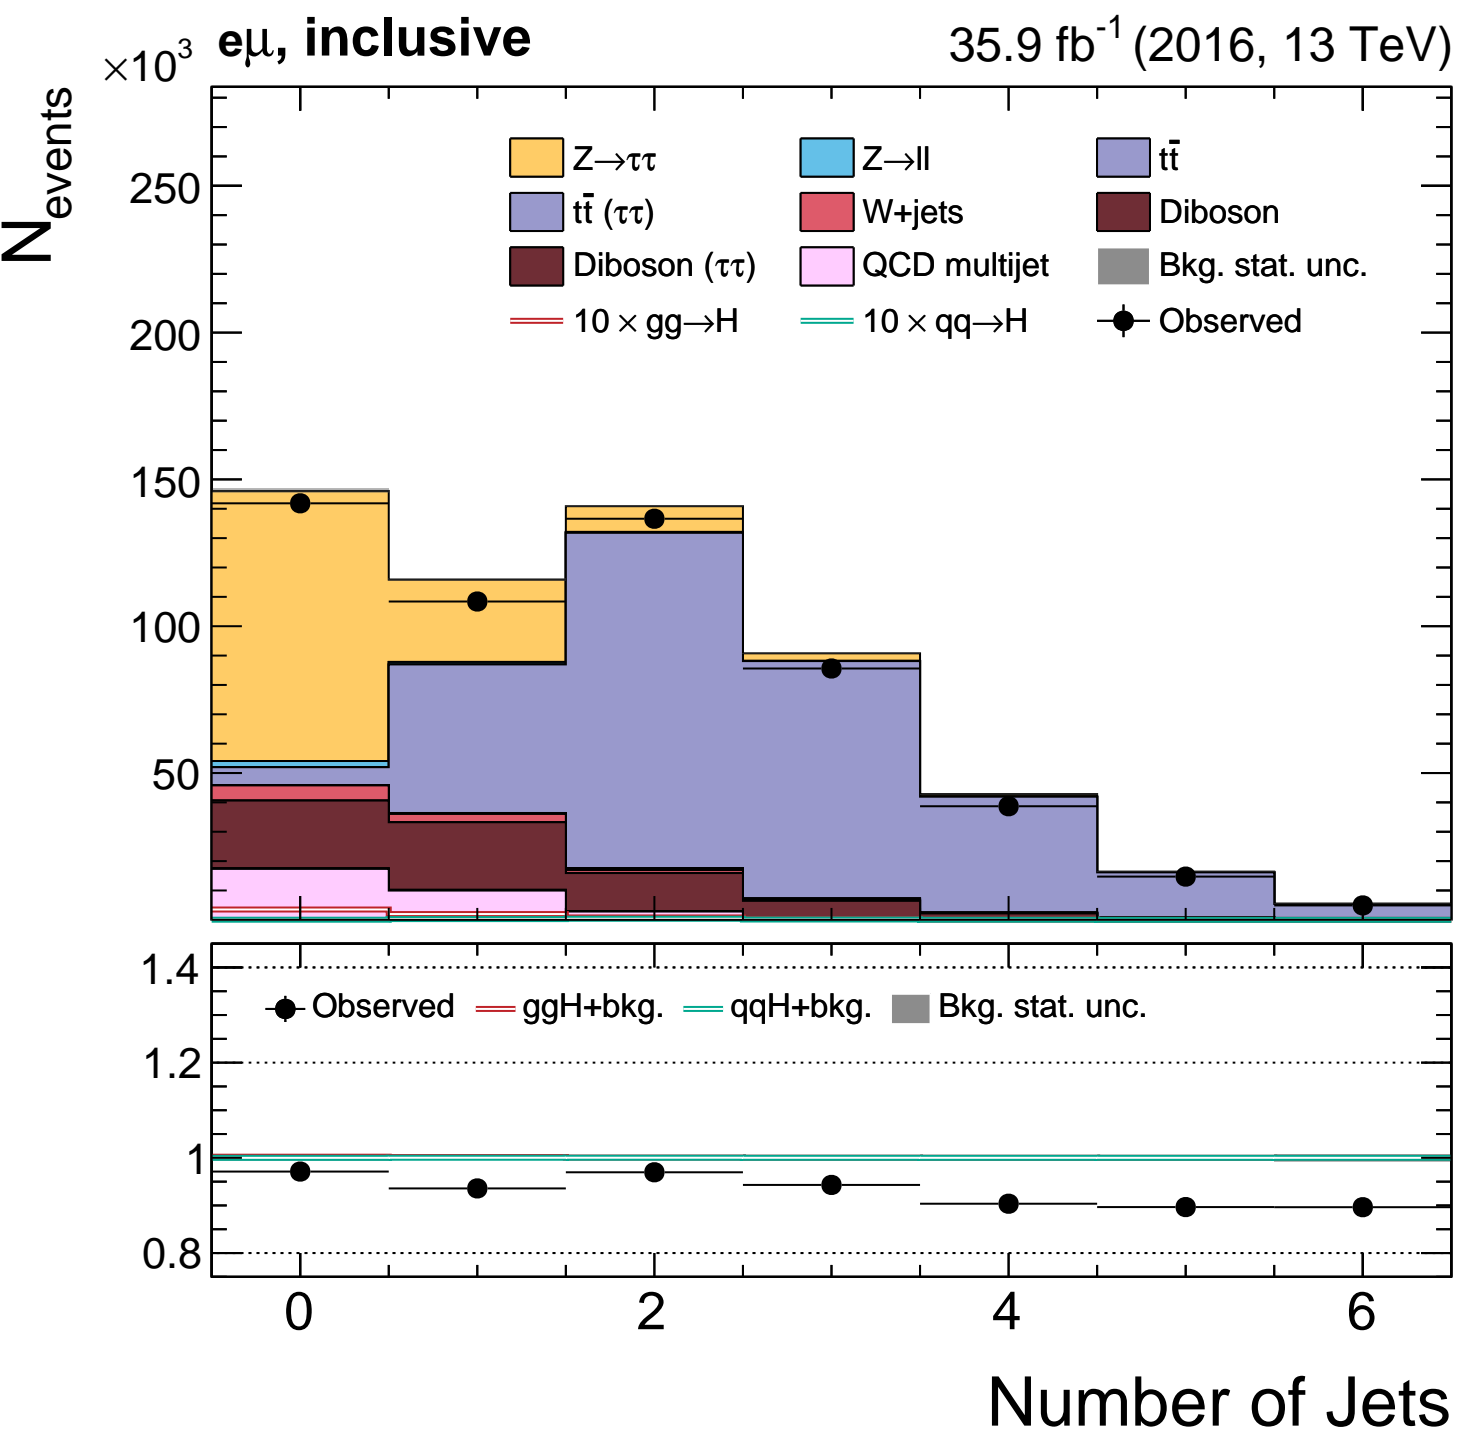 ×10³ eμ, inclusive 35.9 fb⁻¹ (2016, 13 TeV)
N_events
Z→ττ Z→ll tt̄
tt̄ (ττ) W+jets Diboson
Diboson (ττ) QCD multijet Bkg. stat. unc.
10 × gg→H 10 × qq→H Observed
250
200
150
100
50
1.4
Observed ggH+bkg. qqH+bkg. Bkg. stat. unc.
1.2
1
0.8
0 2 4 6
Number of Jets